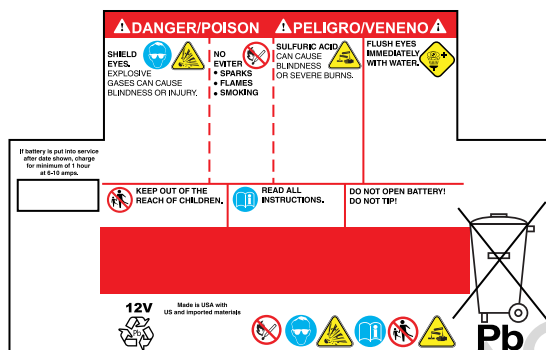 DANGER/POISON
PELIGRO/VENENO
SHIELD
EYES.
EXPLOSIVE
GASES CAN CAUSE
BLINDNESS OR INJURY.
NO
EVITER
• SPARKS
• FLAMES
• SMOKING
SULFURIC ACID
CAN CAUSE
BLINDNESS
OR SEVERE BURNS.
FLUSH EYES
IMMEDIATELY
WITH WATER.
If battery is put into service
after date shown, charge
for minimum of 1 hour
at 6-10 amps.
KEEP OUT OF THE
REACH OF CHILDREN.
READ ALL
INSTRUCTIONS.
DO NOT OPEN BATTERY!
DO NOT TIP!
12V
Pb
Made is USA with
US and imported materials
Pb